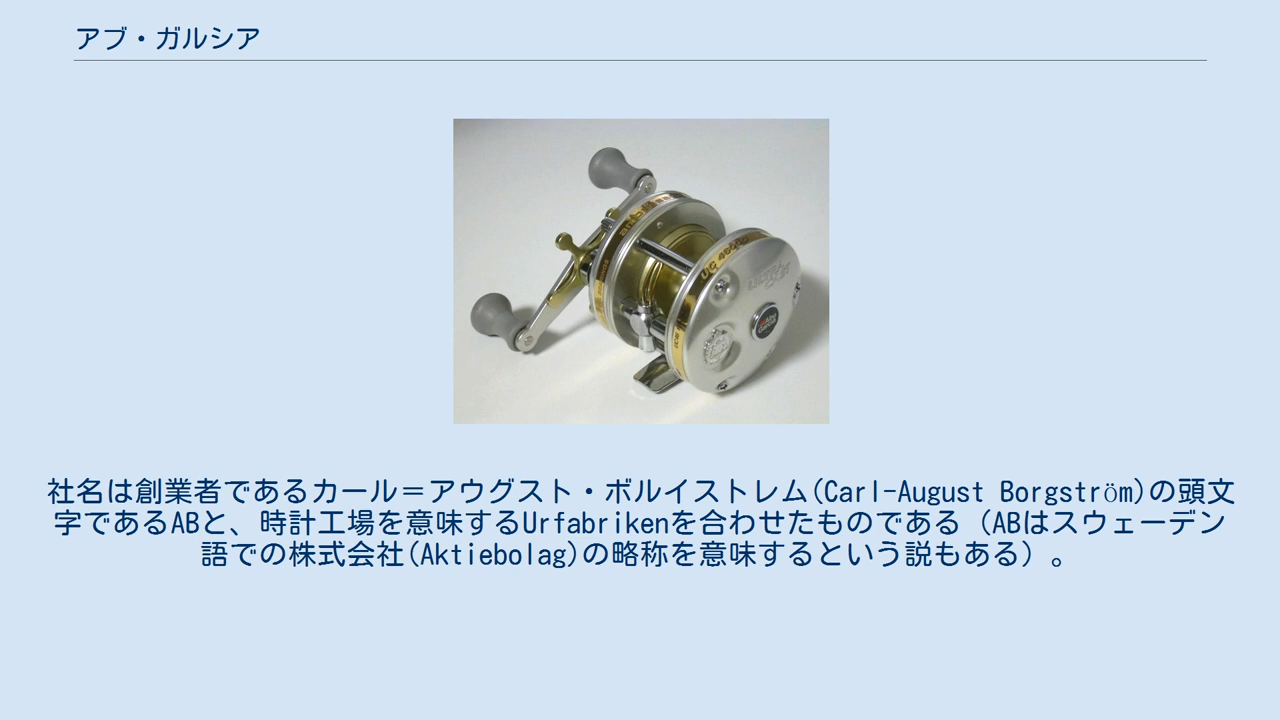 アブ・ガルシア
社名は創業者であるカール＝アウグスト・ボルイストレム(Carl-August Borgström)の頭文
字であるABと、時計工場を意味するUrfabrikenを合わせたものである（ABはスウェーデン
語での株式会社(Aktiebolag)の略称を意味するという説もある）。